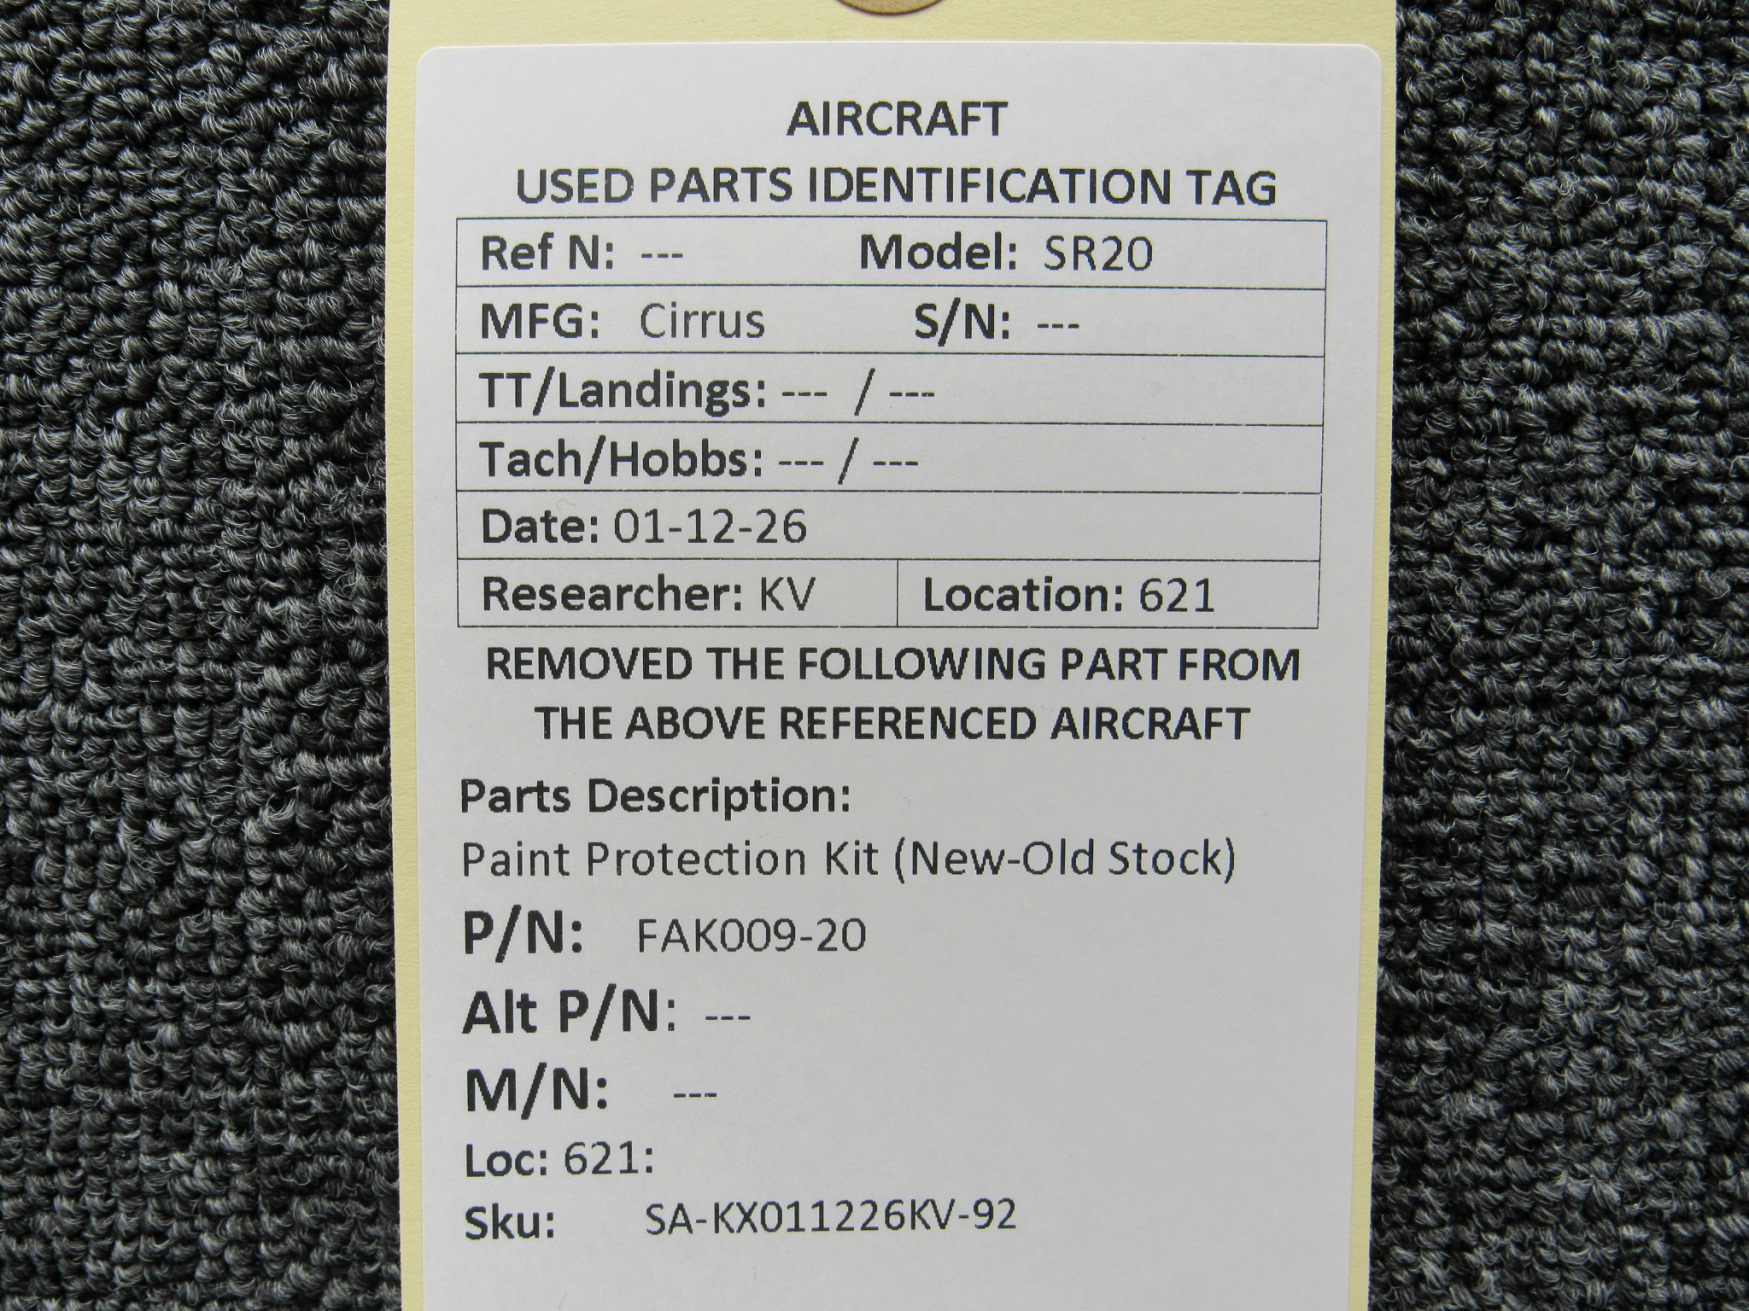 AIRCRAFT
USED PARTS IDENTIFICATION TAG
Ref N: --- Model: SR20
MFG: Cirrus S/N: ---
TT/Landings: --- / ---
Tach/Hobbs: --- / ---
Date: 01-12-26
Researcher: KV Location: 621
REMOVED THE FOLLOWING PART FROM
THE ABOVE REFERENCED AIRCRAFT
Parts Description:
Paint Protection Kit (New-Old Stock)
P/N: FAK009-20
Alt P/N: ---
M/N: ---
Loc: 621:
Sku: SA-KX011226KV-92